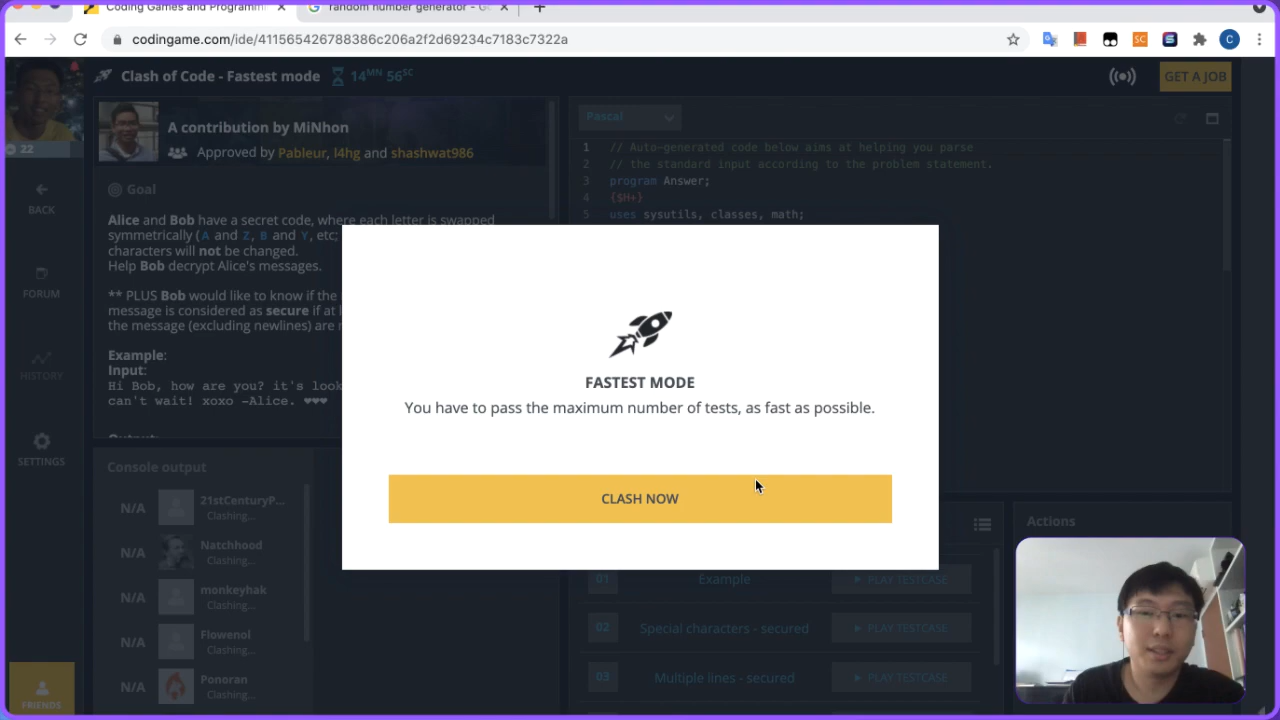 Coding Games and Programmi
random number generator - G
codingame.com/ide/411565426788386c206a2f2d69234c7183c7322a
SC
C
22
Clash of Code - Fastest mode
14MN 56SC
GET A JOB
A contribution by MiNhon
Approved by Pableur, l4hg and shashwat986
Pascal
BACK
FORUM
HISTORY
SETTINGS
FRIENDS
Goal
Alice and Bob have a secret code, where each letter is swapped
symmetrically (A and Z, B and Y, etc;
characters will not be changed.
Help Bob decrypt Alice's messages.
** PLUS Bob would like to know if the
message is considered as secure if at l
the message (excluding newlines) are
Example:
Input:
Hi Bob, how are you? it's look
can't wait! xoxo -Alice. ♥♥♥
Output:
1 // Auto-generated code below aims at helping you parse
2 // the standard input according to the problem statement.
3 program Answer;
4 {$H+}
5 uses sysutils, classes, math;
FASTEST MODE
You have to pass the maximum number of tests, as fast as possible.
CLASH NOW
Console output
N/A 21stCenturyP...
Clashing...
N/A Natchhood
Clashing...
N/A monkeyhak
Clashing...
N/A Flowenol
Clashing...
N/A Ponoran
Clashing...
Actions
01 Example PLAY TESTCASE
02 Special characters - secured PLAY TESTCASE
03 Multiple lines - secured PLAY TESTCASE